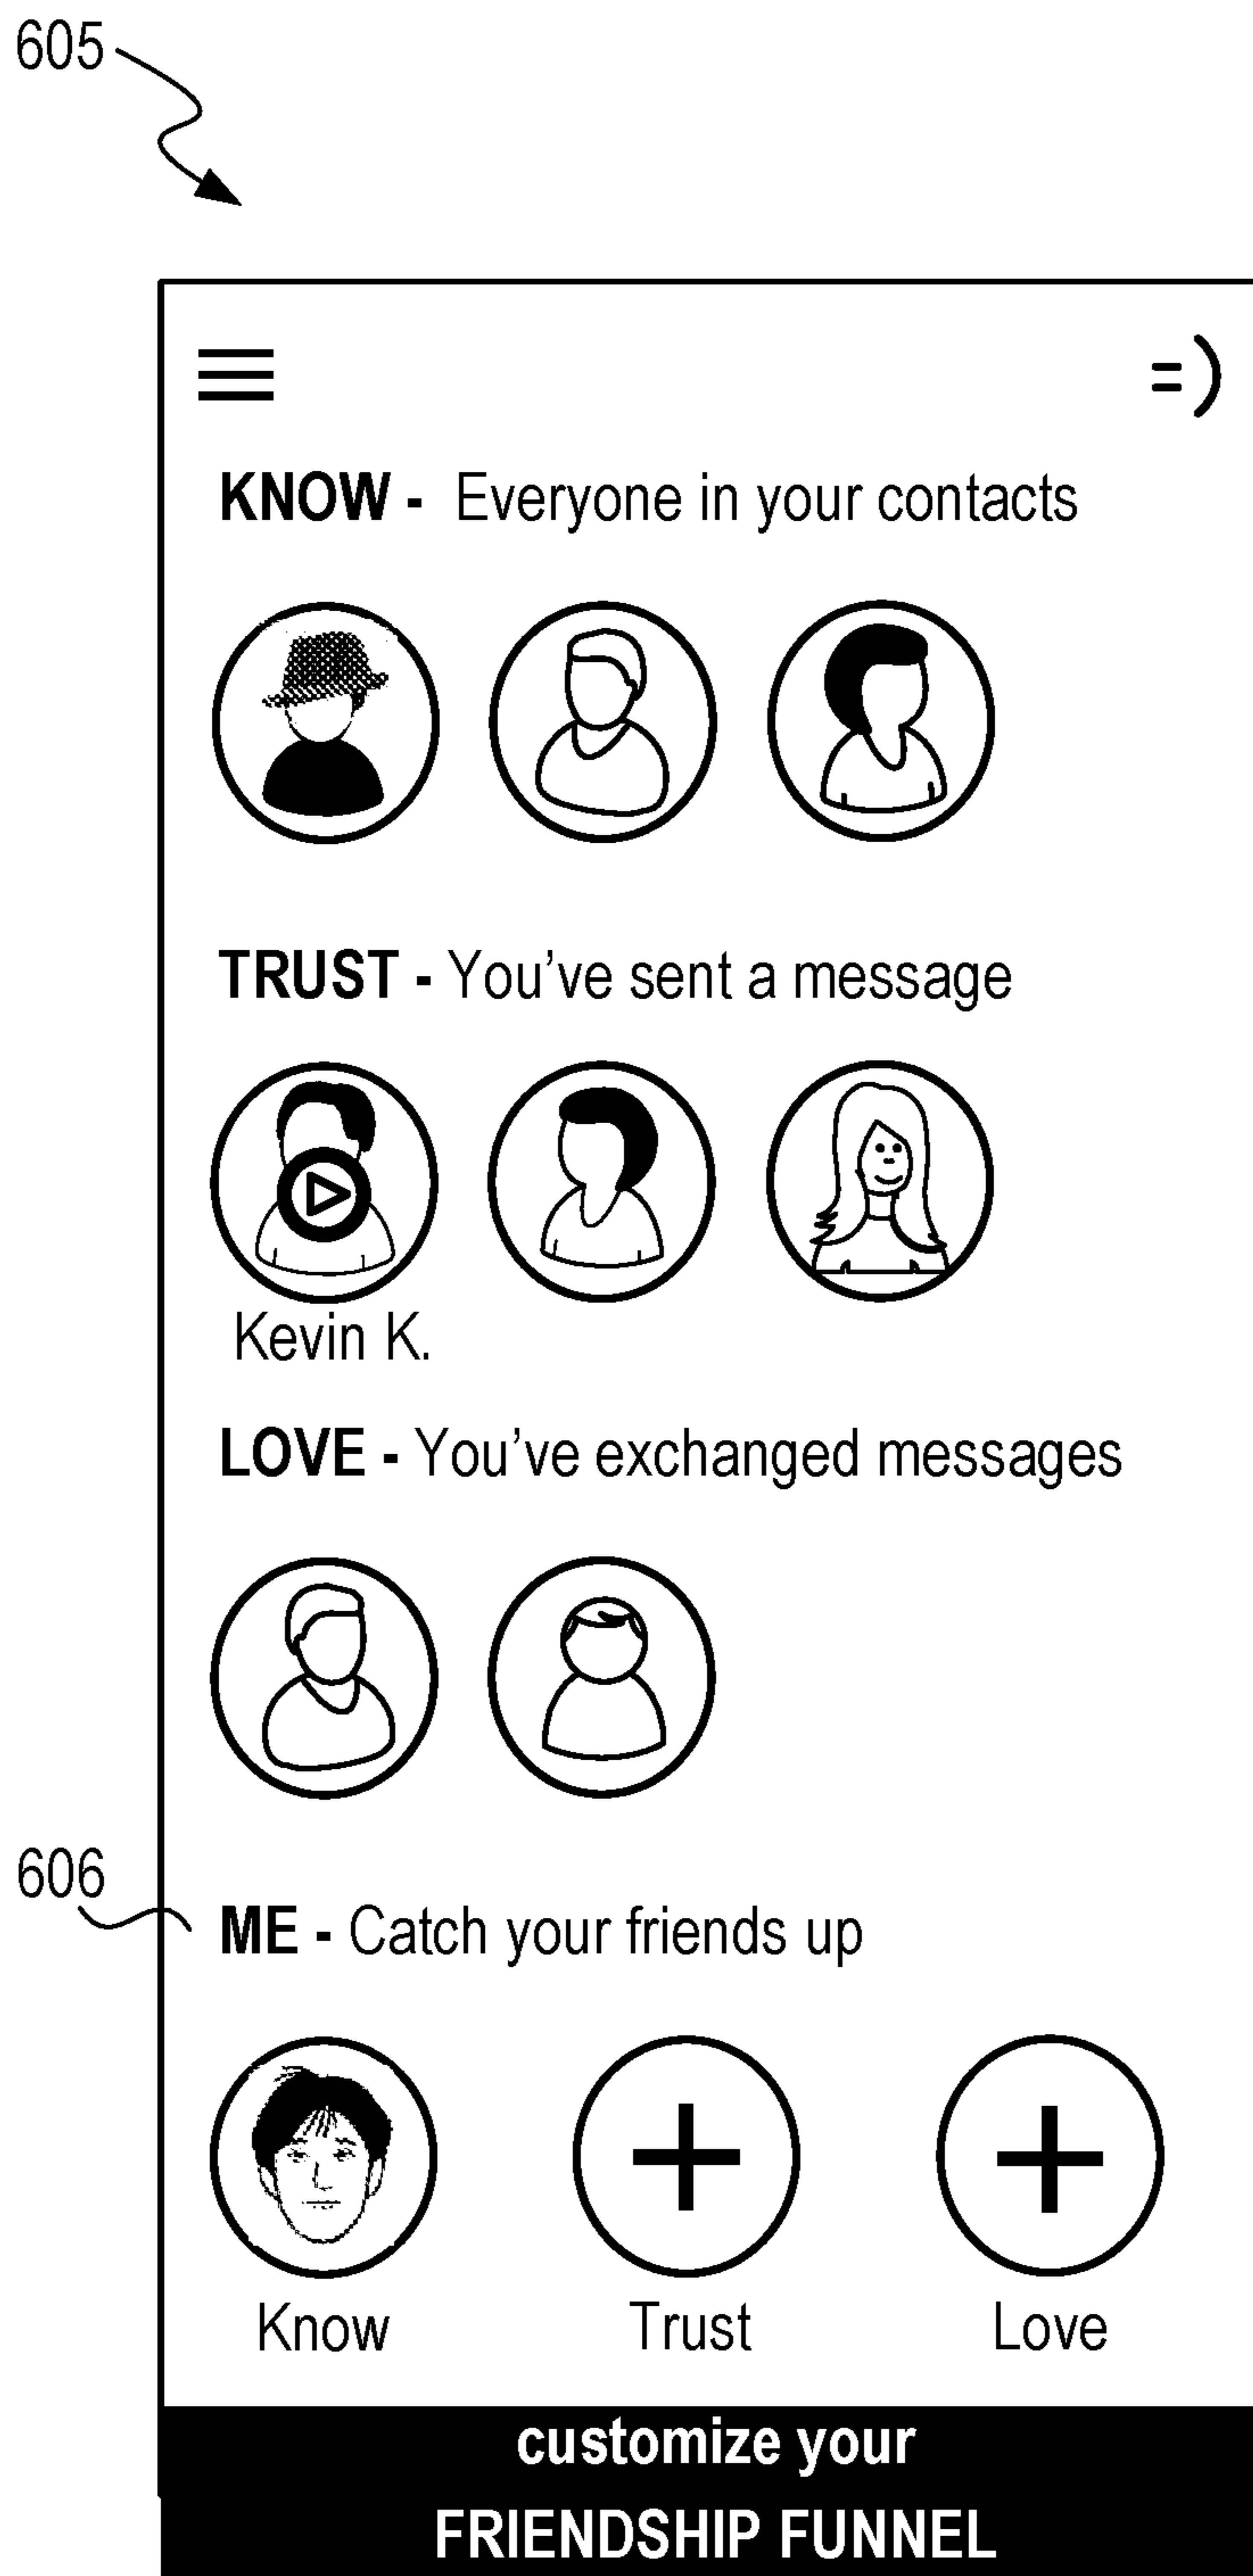 605
=)
KNOW - Everyone in your contacts
TRUST - You've sent a message
Kevin K.
LOVE - You've exchanged messages
606
ME - Catch your friends up
Know Trust Love
customize your
FRIENDSHIP FUNNEL